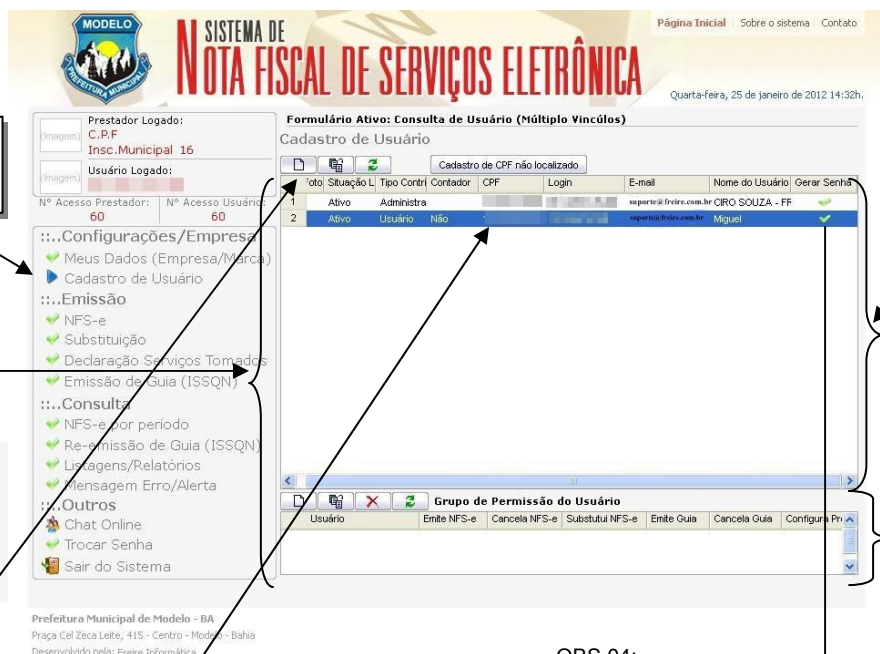 MODELO
PREFEITURA MUNICIPAL
SISTEMA DE
NOTA FISCAL DE SERVIÇOS ELETRÔNICA
Página Inicial Sobre o sistema Contato
Quarta-feira, 25 de janeiro de 2012 14:32h.
Prestador Logado:
(Imagem) C.P.F
Insc.Municipal 16
Usuário Logado:
(Imagem)
Nº Acesso Prestador: Nº Acesso Usuário:
60 60
::..Configurações/Empresa
Meus Dados (Empresa/Marca)
Cadastro de Usuário
::..Emissão
NFS-e
Substituição
Declaração Serviços Tomados
Emissão de Guia (ISSQN)
::..Consulta
NFS-e por período
Re-emissão de Guia (ISSQN)
Listagens/Relatórios
Mensagem Erro/Alerta
::..Outros
Chat Online
Trocar Senha
Sair do Sistema
Formulário Ativo: Consulta de Usuário (Múltiplo Vincúlos)
Cadastro de Usuário
Cadastro de CPF não localizado
Foto Situação L Tipo Contri Contador CPF Login E-mail Nome do Usuário Gerar Senha
1 Ativo Administra suporte@freire.com.br CIRO SOUZA - FF
2 Ativo Usuário Não suporte@freire.com.br Miguel
Grupo de Permissão do Usuário
Usuário Emite NFS-e Cancela NFS-e Substutui NFS-e Emite Guia Cancela Guia Configura Pr
Prefeitura Municipal de Modelo - BA
Praça Cel Zeca Leite, 415 - Centro - Modelo - Bahia
Desenvolvido pela: Freire Informática
OBS 04: